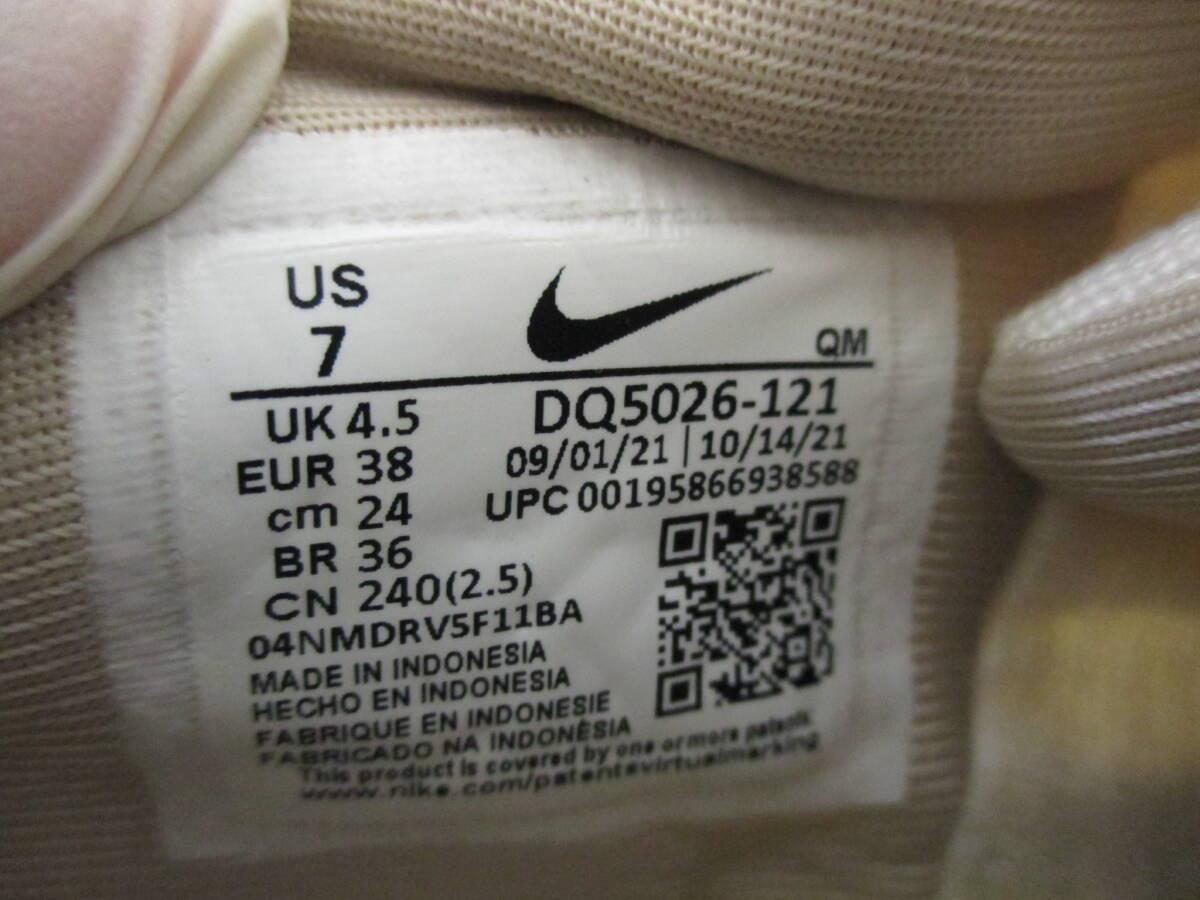 US
7
QM
UK 4.5
EUR 38
cm 24
BR 36
CN 240(2.5)
DQ5026-121
09/01/21 | 10/14/21
UPC 00195866938588
04NMDRV5F11BA
MADE IN INDONESIA
HECHO EN INDONESIA
FABRIQUE EN INDONESIE
FABRICADO NA INDONÉSIA
This product is covered by one or more patents
www.nike.com/patentsvirtualmarking